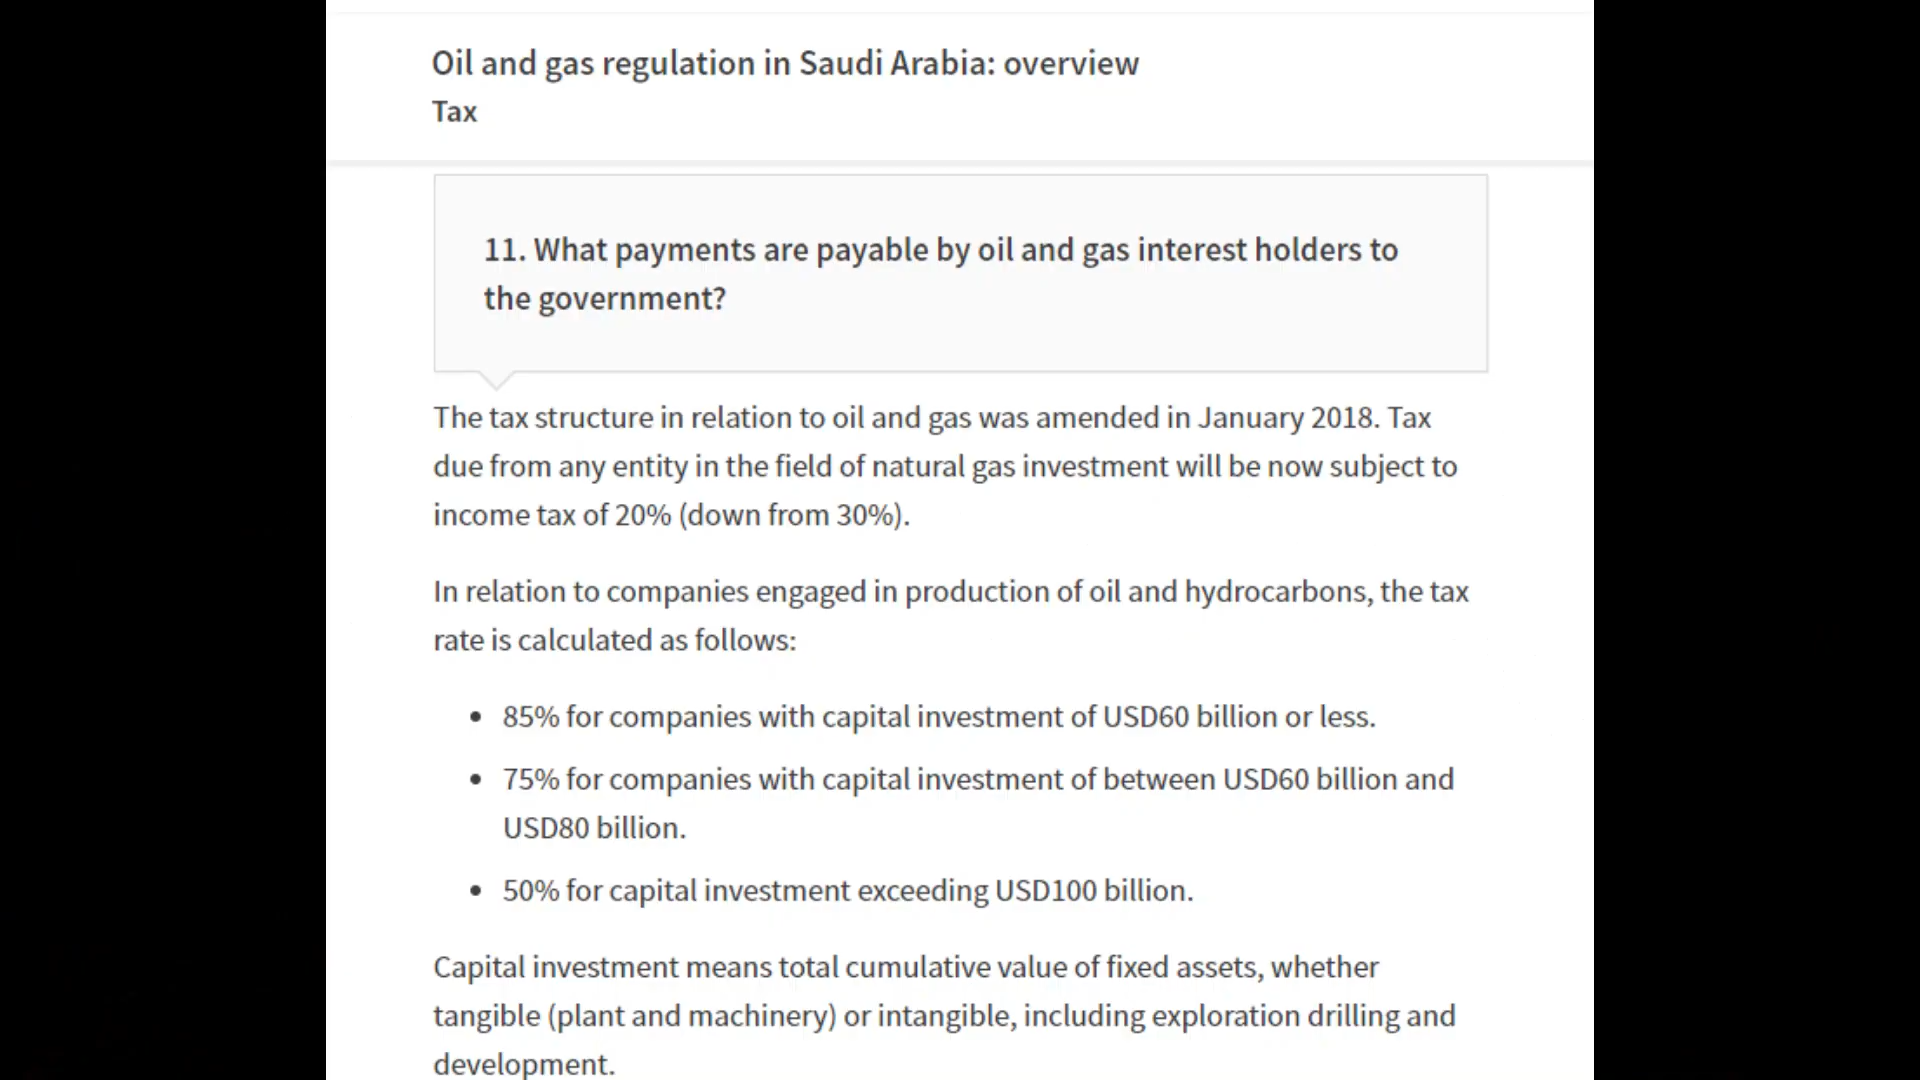 Oil and gas regulation in Saudi Arabia: overview
Tax
11. What payments are payable by oil and gas interest holders to
the government?
The tax structure in relation to oil and gas was amended in January 2018. Tax
due from any entity in the field of natural gas investment will be now subject to
income tax of 20% (down from 30%).
In relation to companies engaged in production of oil and hydrocarbons, the tax
rate is calculated as follows:
• 85% for companies with capital investment of USD60 billion or less.
• 75% for companies with capital investment of between USD60 billion and
USD80 billion.
• 50% for capital investment exceeding USD100 billion.
Capital investment means total cumulative value of fixed assets, whether
tangible (plant and machinery) or intangible, including exploration drilling and
development.